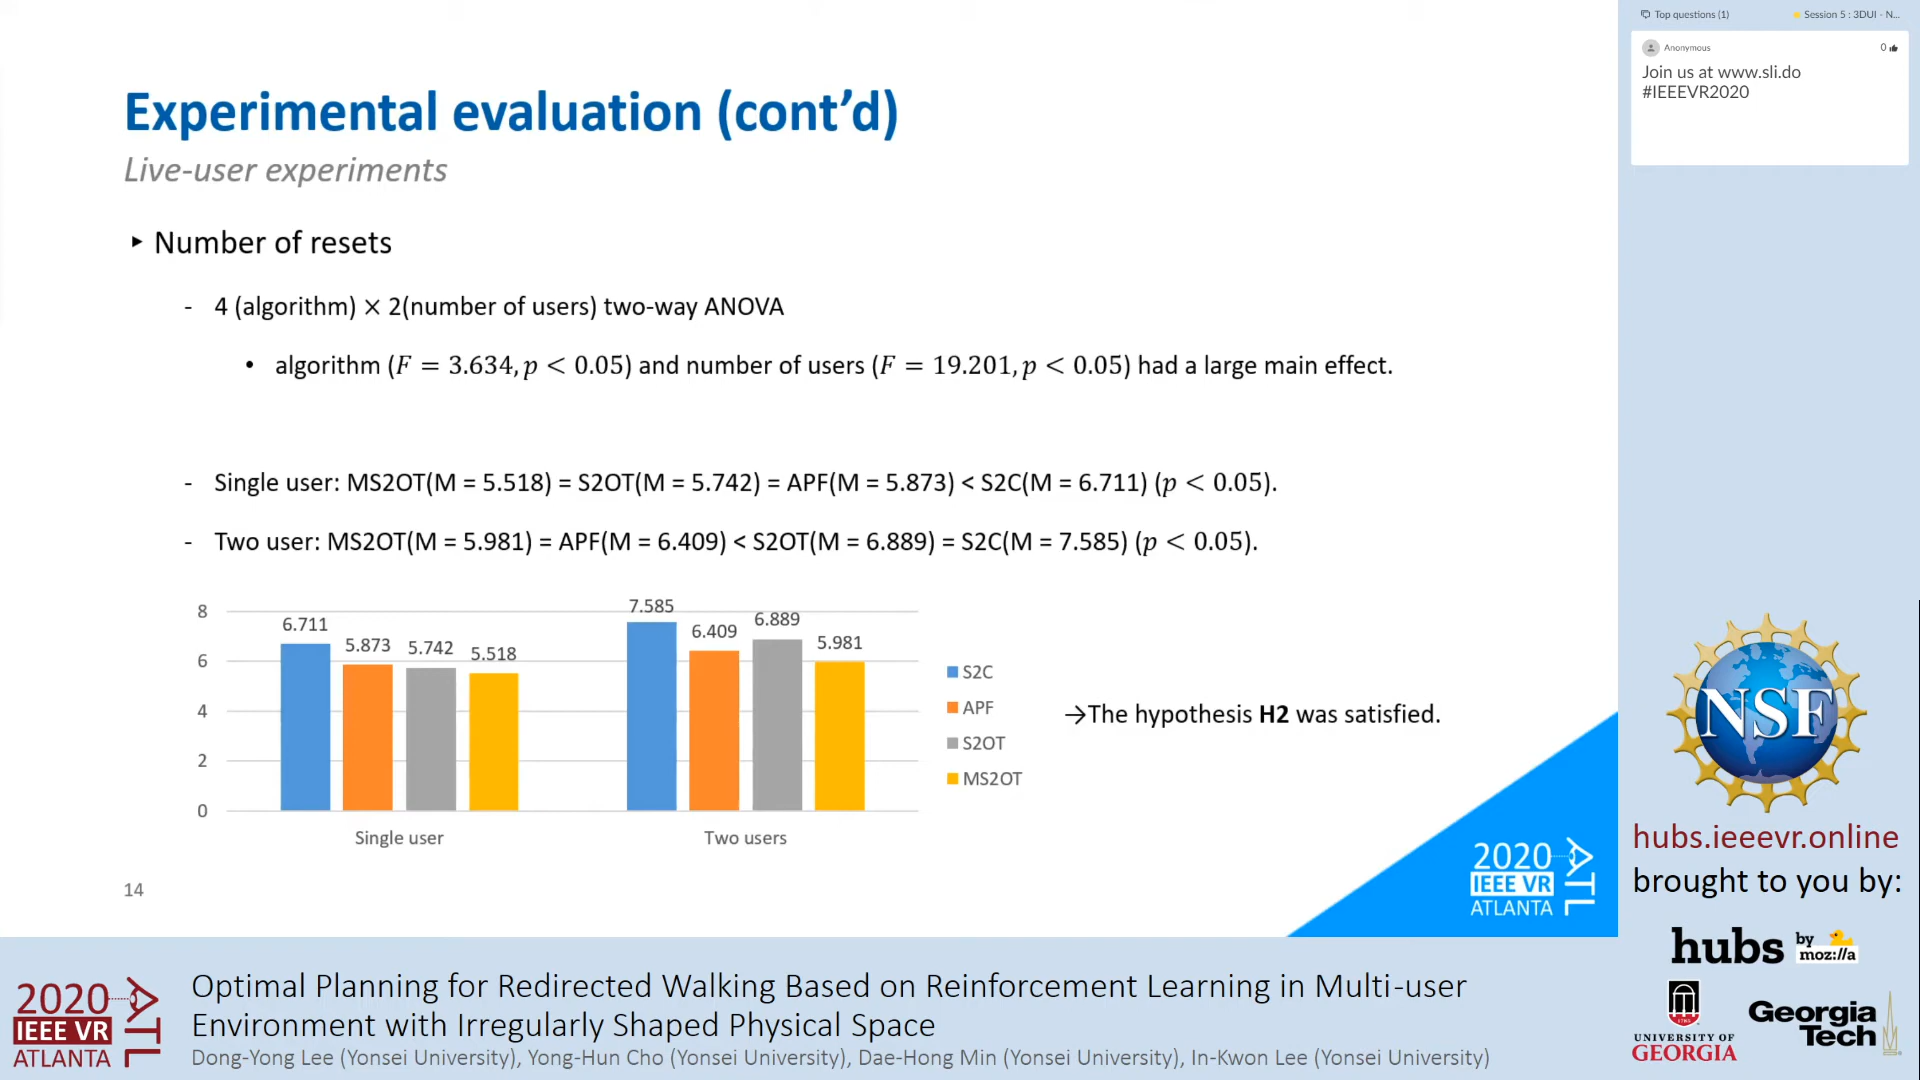 Experimental evaluation (cont’d)
Live-user experiments
‣ Number of resets
- 4 (algorithm) × 2(number of users) two-way ANOVA
• algorithm (F = 3.634, p < 0.05) and number of users (F = 19.201, p < 0.05) had a large main effect.
- Single user: MS2OT(M = 5.518) = S2OT(M = 5.742) = APF(M = 5.873) < S2C(M = 6.711) (p < 0.05).
- Two user: MS2OT(M = 5.981) = APF(M = 6.409) < S2OT(M = 6.889) = S2C(M = 7.585) (p < 0.05).
8
6
4
2
0
6.711
5.873
5.742
5.518
7.585
6.409
6.889
5.981
Single user
Two users
S2C
APF
S2OT
MS2OT
→The hypothesis H2 was satisfied.
14
2020
IEEE VR
ATLANTA
ATL
Top questions (1)
Session 5 : 3DUI - N...
Anonymous
0
Join us at www.sli.do
#IEEEVR2020
NSF
hubs.ieeevr.online
brought to you by:
hubs
by
moz://a
UNIVERSITY OF
GEORGIA
Georgia
Tech
2020
IEEE VR
ATLANTA
ATL
Optimal Planning for Redirected Walking Based on Reinforcement Learning in Multi-user
Environment with Irregularly Shaped Physical Space
Dong-Yong Lee (Yonsei University), Yong-Hun Cho (Yonsei University), Dae-Hong Min (Yonsei University), In-Kwon Lee (Yonsei University)